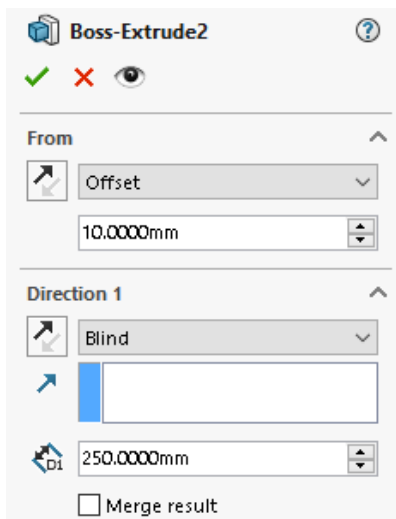 Boss-Extrude2
?
From
Offset
10.0000mm
Direction 1
Blind
D1
250.0000mm
Merge result